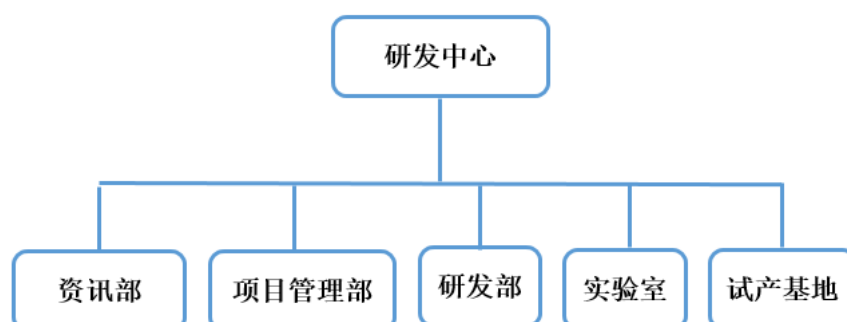 研发中心
资讯部
项目管理部
研发部
实验室
试产基地